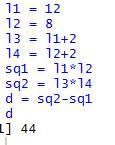 l1 = 12
l2 = 8
l3 = l1+2
l4 = l2+2
sq1 = l1*l2
sq2 = l3*l4
d = sq2-sq1
d
1] 44